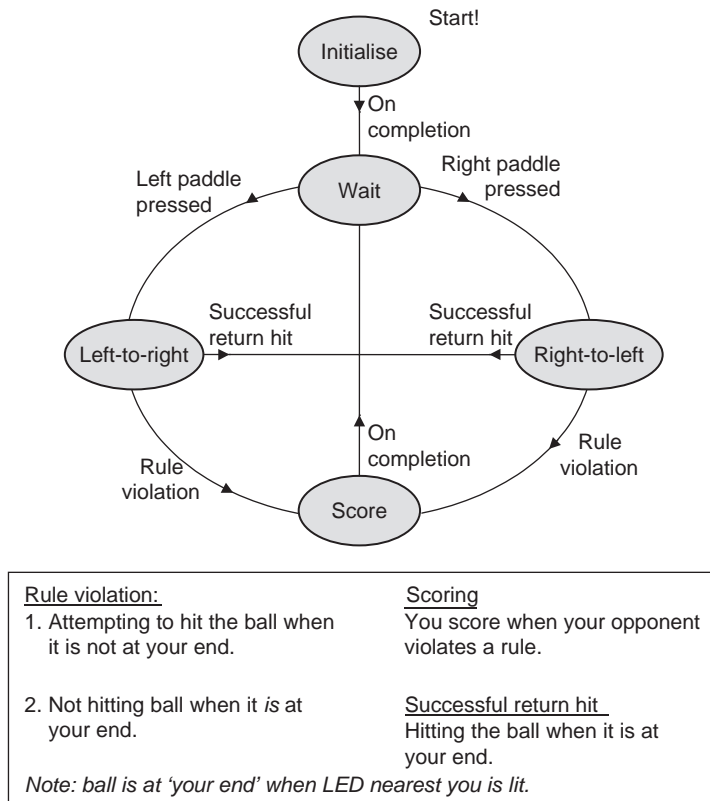 Start!
Initialise
On
completion
Left paddle
pressed
Right paddle
pressed
Wait
Successful
return hit
Successful
return hit
Left-to-right
Right-to-left
On
completion
Rule
violation
Rule
violation
Score
Rule violation:
1. Attempting to hit the ball when
it is not at your end.
2. Not hitting ball when it is at
your end.
Scoring
You score when your opponent
violates a rule.
Successful return hit
Hitting the ball when it is at
your end.
Note: ball is at ‘your end’ when LED nearest you is lit.